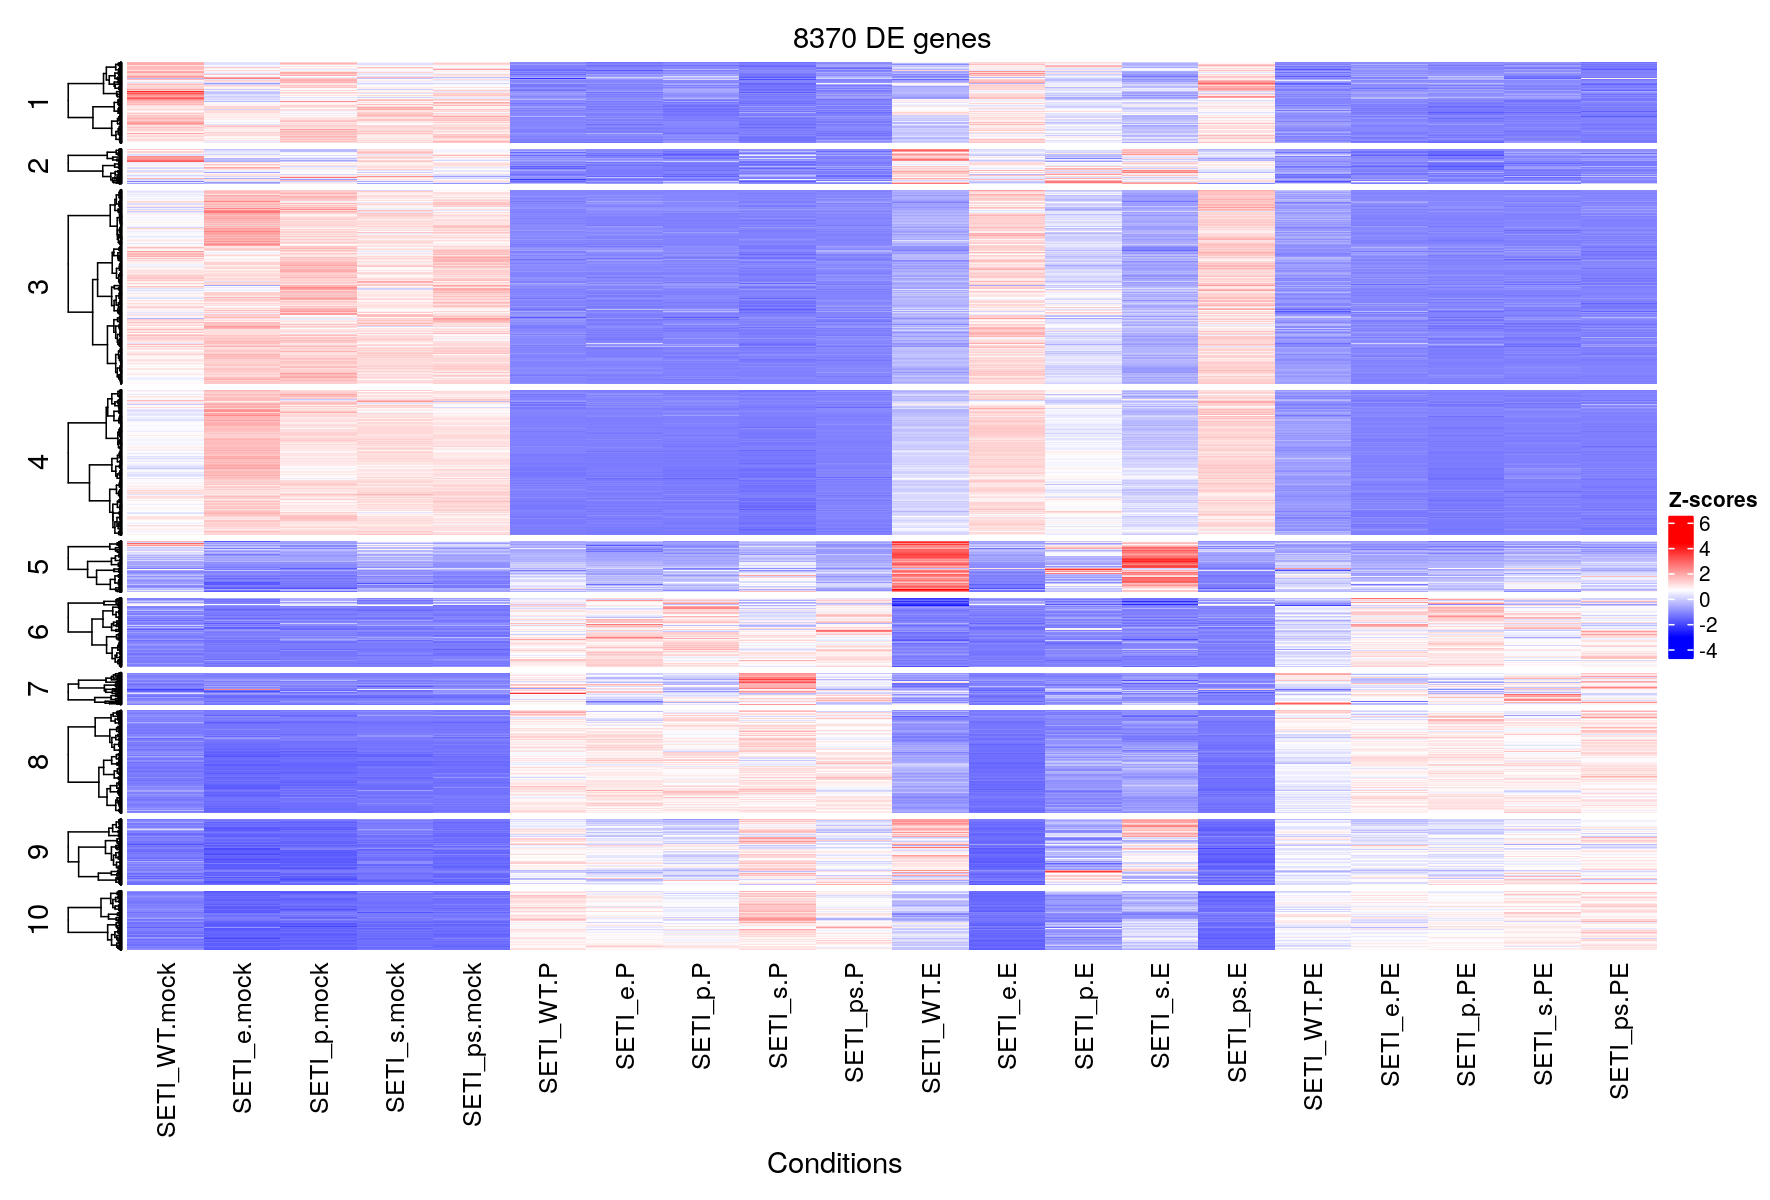 8370 DE genes
1
2
3
4
5
6
7
8
9
10
Z-scores
6
4
2
0
-2
-4
SETI_WT.mock
SETI_e.mock
SETI_p.mock
SETI_s.mock
SETI_ps.mock
SETI_WT.P
SETI_e.P
SETI_p.P
SETI_s.P
SETI_ps.P
SETI_WT.E
SETI_e.E
SETI_p.E
SETI_s.E
SETI_ps.E
SETI_WT.PE
SETI_e.PE
SETI_p.PE
SETI_s.PE
SETI_ps.PE
Conditions